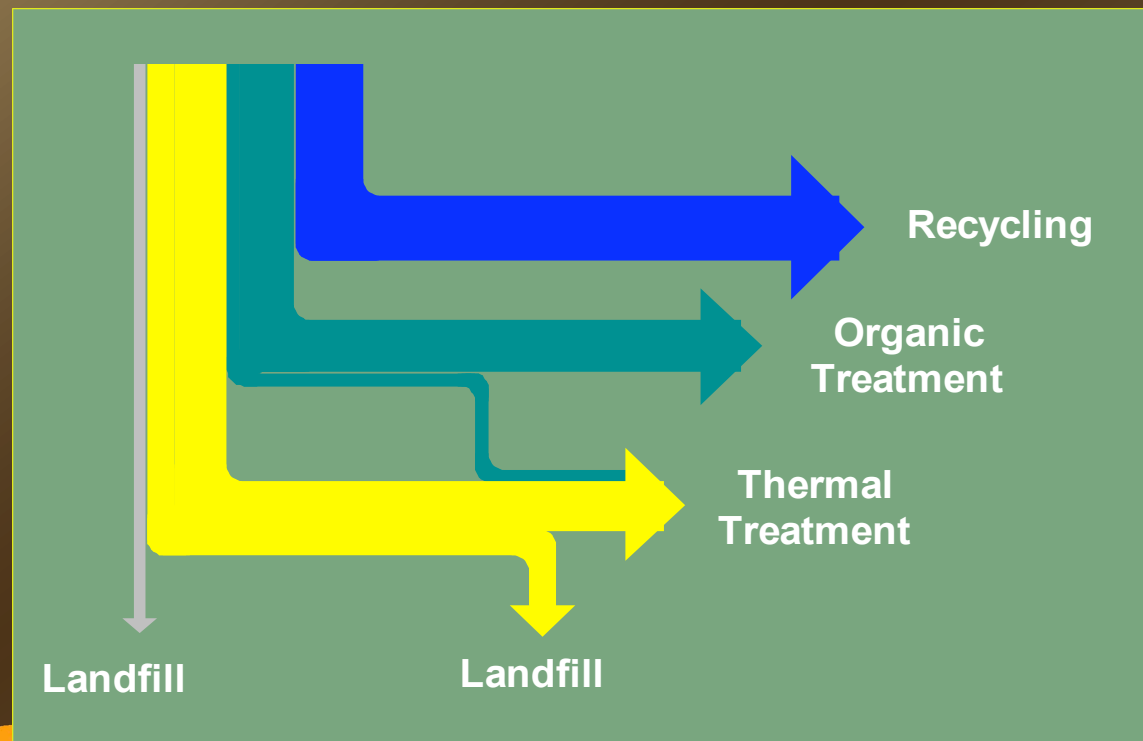 Recycling
Organic
Treatment
Thermal
Treatment
Landfill
Landfill